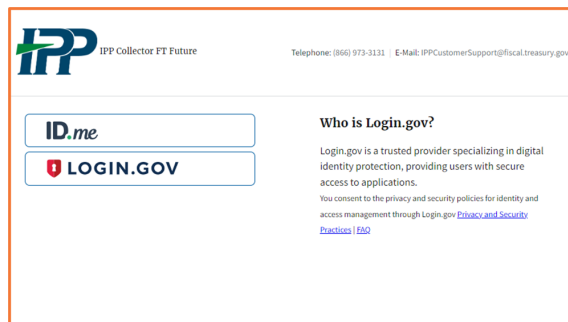 IPP
IPP Collector FT Future
Telephone: (866) 973-3131 | E-Mail: IPPCustomerSupport@fiscal.treasury.gov
ID.me
LOGIN.GOV
Who is Login.gov?
Login.gov is a trusted provider specializing in digital
identity protection, providing users with secure
access to applications.
You consent to the privacy and security policies for identity and
access management through Login.gov Privacy and Security
Practices | FAQ